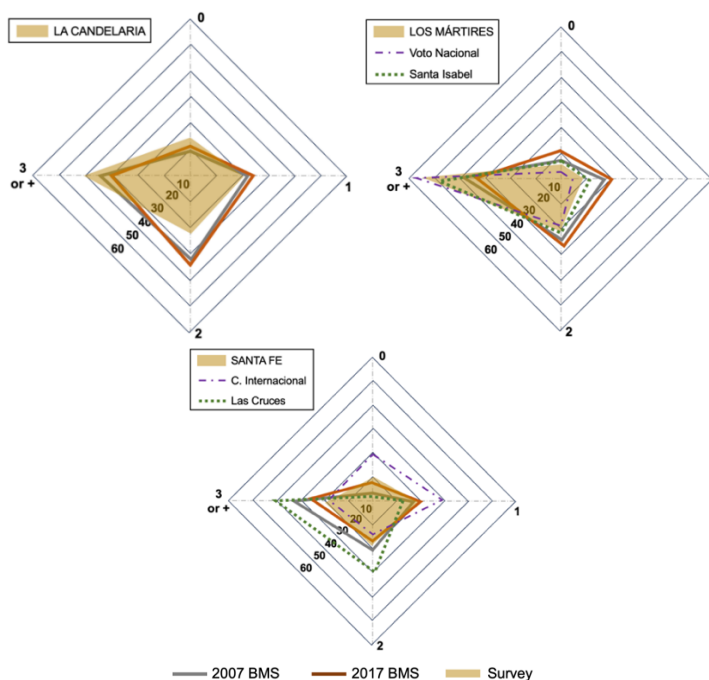 LA CANDELARIA
0
3
or +
1
10
20
30
40
50
60
2
LOS MÁRTIRES
Voto Nacional
Santa Isabel
0
3
or +
1
10
20
30
40
50
60
2
SANTA FE
C. Internacional
Las Cruces
0
3
or +
1
10
20
30
40
50
60
2
2007 BMS 2017 BMS Survey